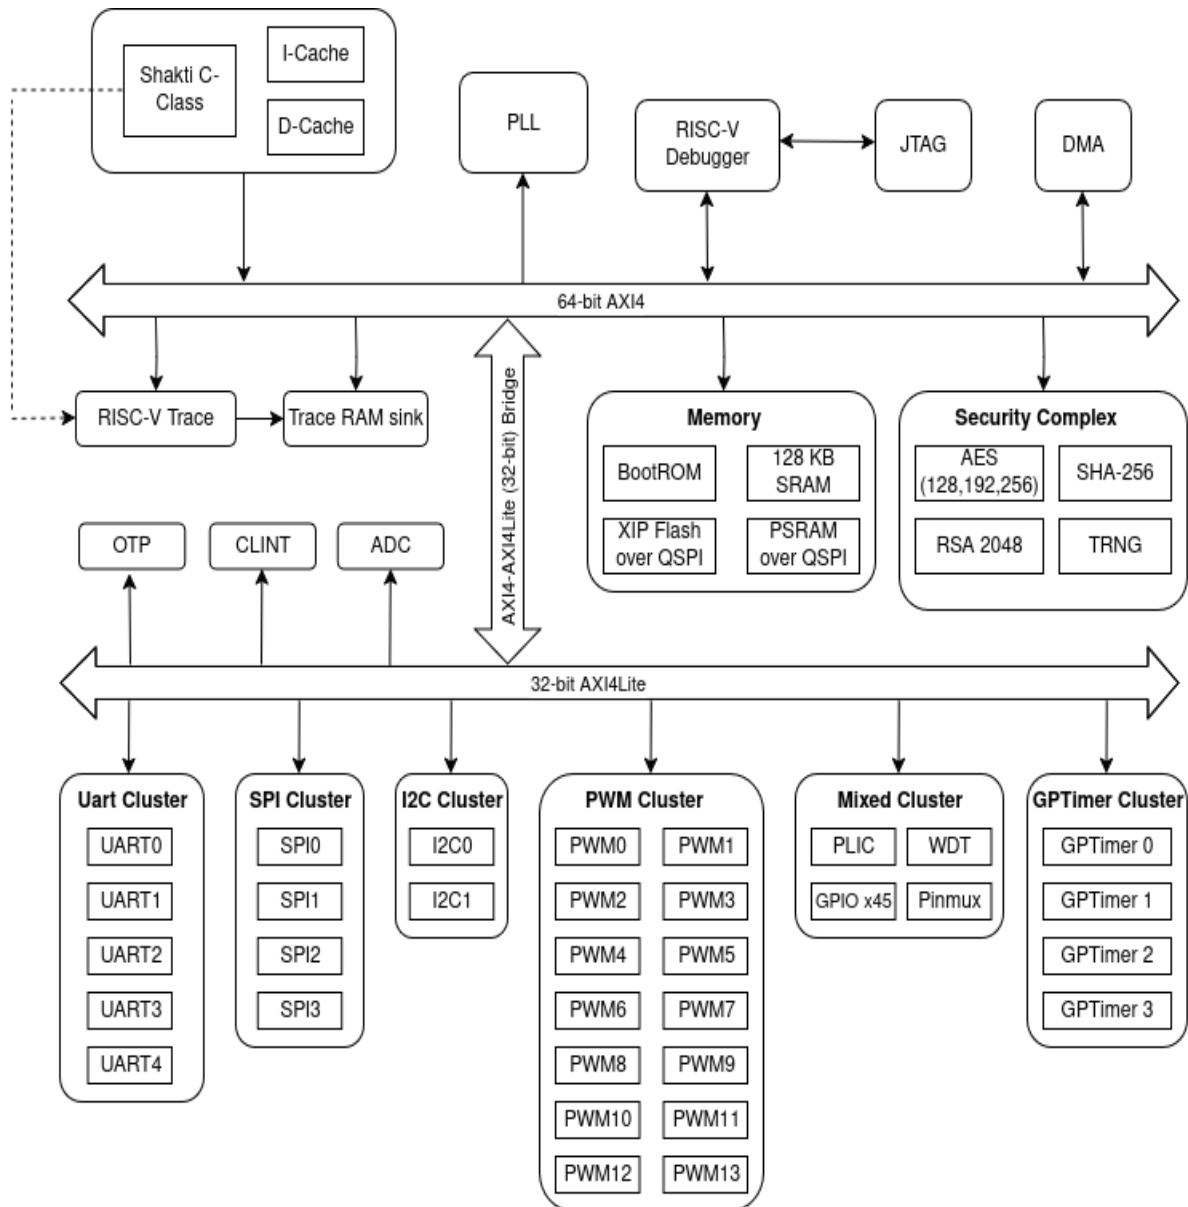 Shakti C-
Class
I-Cache
D-Cache
PLL
RISC-V
Debugger
JTAG
DMA
64-bit AXI4
RISC-V Trace
Trace RAM sink
AXI4-AXI4Lite (32-bit) Bridge
Memory
BootROM
128 KB
SRAM
XIP Flash
over QSPI
PSRAM
over QSPI
Security Complex
AES
(128,192,256)
SHA-256
RSA 2048
TRNG
OTP
CLINT
ADC
32-bit AXI4Lite
Uart Cluster
UART0
UART1
UART2
UART3
UART4
SPI Cluster
SPI0
SPI1
SPI2
SPI3
I2C Cluster
I2C0
I2C1
PWM Cluster
PWM0
PWM1
PWM2
PWM3
PWM4
PWM5
PWM6
PWM7
PWM8
PWM9
PWM10
PWM11
PWM12
PWM13
Mixed Cluster
PLIC
WDT
GPIO x45
Pinmux
GPTimer Cluster
GPTimer 0
GPTimer 1
GPTimer 2
GPTimer 3